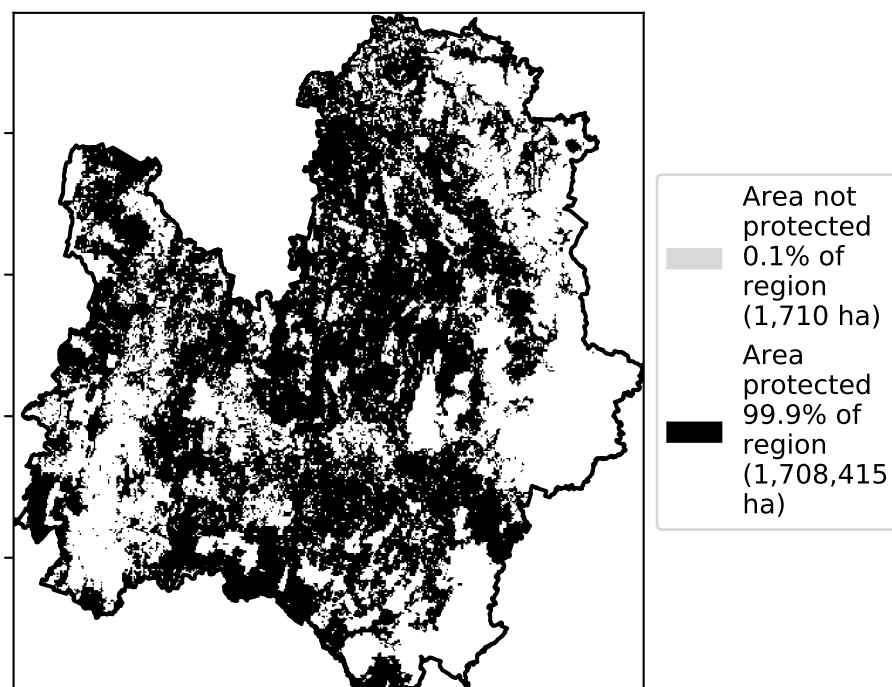 Area not
protected
0.1% of
region
(1,710 ha)
Area
protected
99.9% of
region
(1,708,415
ha)